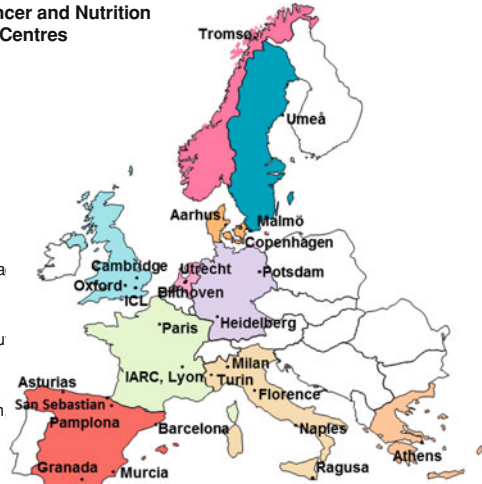 ncer and Nutrition
Centres
Tromsø
Umeå
Aarhus
Malmö
Copenhagen
a
Cambridge
Utrecht
Potsdam
Oxford
ICL
Bilthoven
Paris
Heidelberg
u
IARC, Lyon
Milan
Turin
Asturias
Florence
San Sebastian
n
Pamplona
Barcelona
Naples
Athens
Granada
Murcia
Ragusa